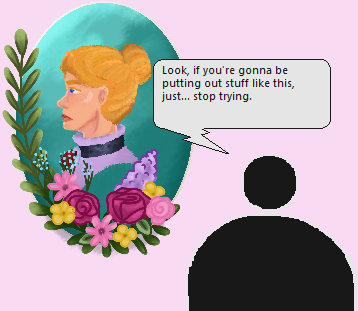 Look, if you're gonna be
putting out stuff like this,
just... stop trying.